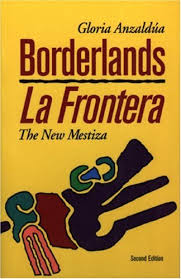 Gloria Anzaldúa
Borderlands
La Frontera
The New Mestiza
Second Edition